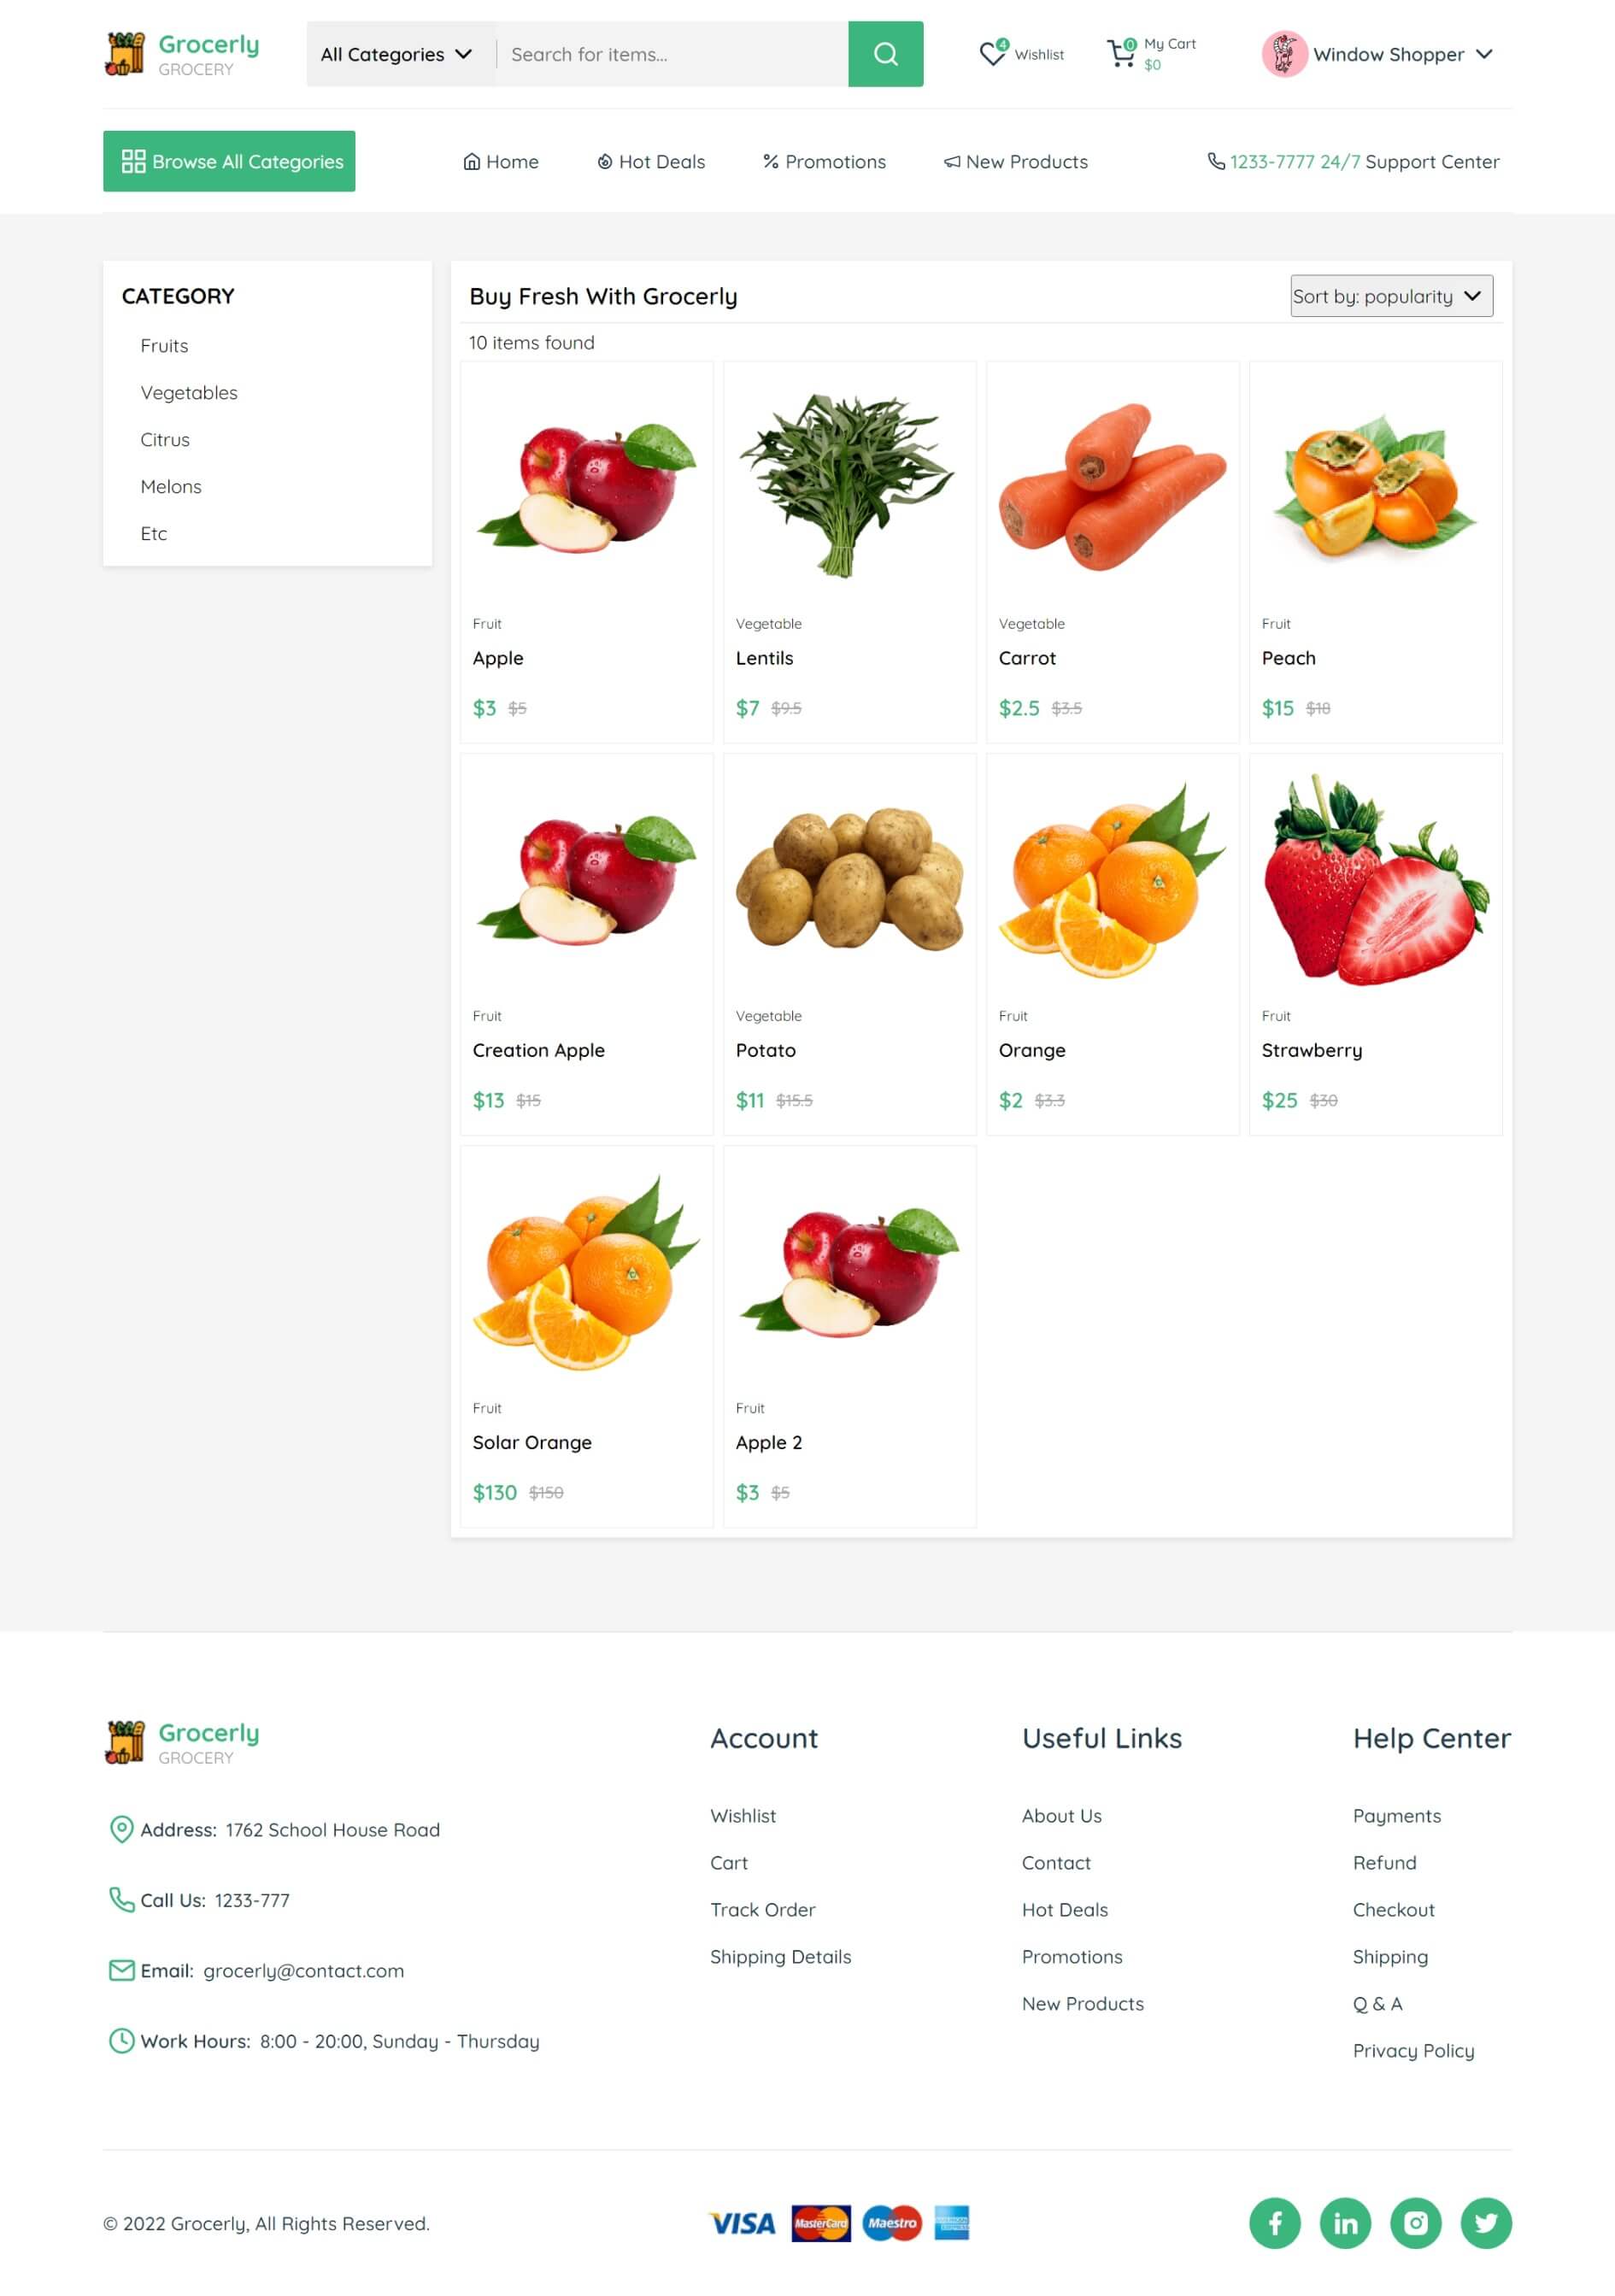 Grocerly
GROCERY
All Categories
Search for items...
4
Wishlist
0
My Cart
$0
Window Shopper
Browse All Categories
Home
Hot Deals
Promotions
New Products
1233-7777 24/7 Support Center
CATEGORY
Fruits
Vegetables
Citrus
Melons
Etc
Buy Fresh With Grocerly
Sort by: popularity
10 items found
Fruit
Apple
$3 $5
Vegetable
Lentils
$7 $9.5
Vegetable
Carrot
$2.5 $3.5
Fruit
Peach
$15 $18
Fruit
Creation Apple
$13 $15
Vegetable
Potato
$11 $15.5
Fruit
Orange
$2 $3.3
Fruit
Strawberry
$25 $30
Fruit
Solar Orange
$130 $150
Fruit
Apple 2
$3 $5
Grocerly
GROCERY
Address: 1762 School House Road
Call Us: 1233-777
Email: grocerly@contact.com
Work Hours: 8:00 - 20:00, Sunday - Thursday
Account
Wishlist
Cart
Track Order
Shipping Details
Useful Links
About Us
Contact
Hot Deals
Promotions
New Products
Help Center
Payments
Refund
Checkout
Shipping
Q & A
Privacy Policy
© 2022 Grocerly, All Rights Reserved.
VISA
MasterCard
Maestro